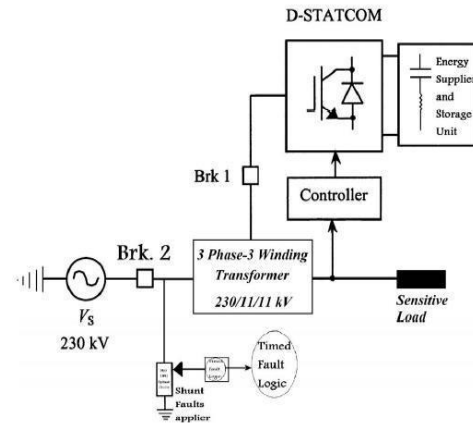 D-STATCOM
Energy
Supplier
and
Storage
Unit
Brk 1
Controller
Brk. 2
3 Phase-3 Winding
Transformer
230/11/11 kV
Sensitive
Load
VS
230 kV
Timed
Fault
Logic
Shunt
Faults
applier